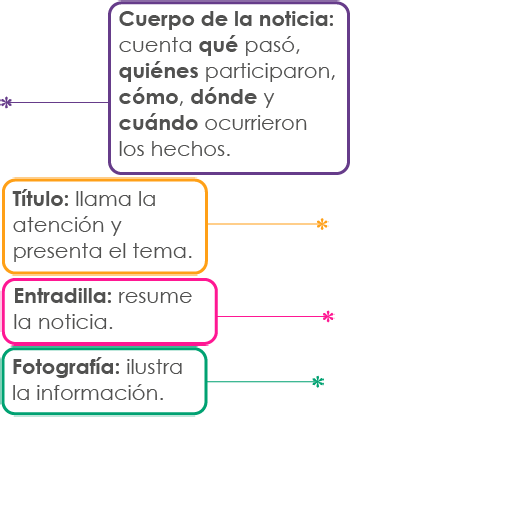 Cuerpo de la noticia:
cuenta qué pasó,
quiénes participaron,
cómo, dónde y
cuándo ocurrieron
los hechos.
Título: llama la
atención y
presenta el tema.
Entradilla: resume
la noticia.
Fotografía: ilustra
la información.